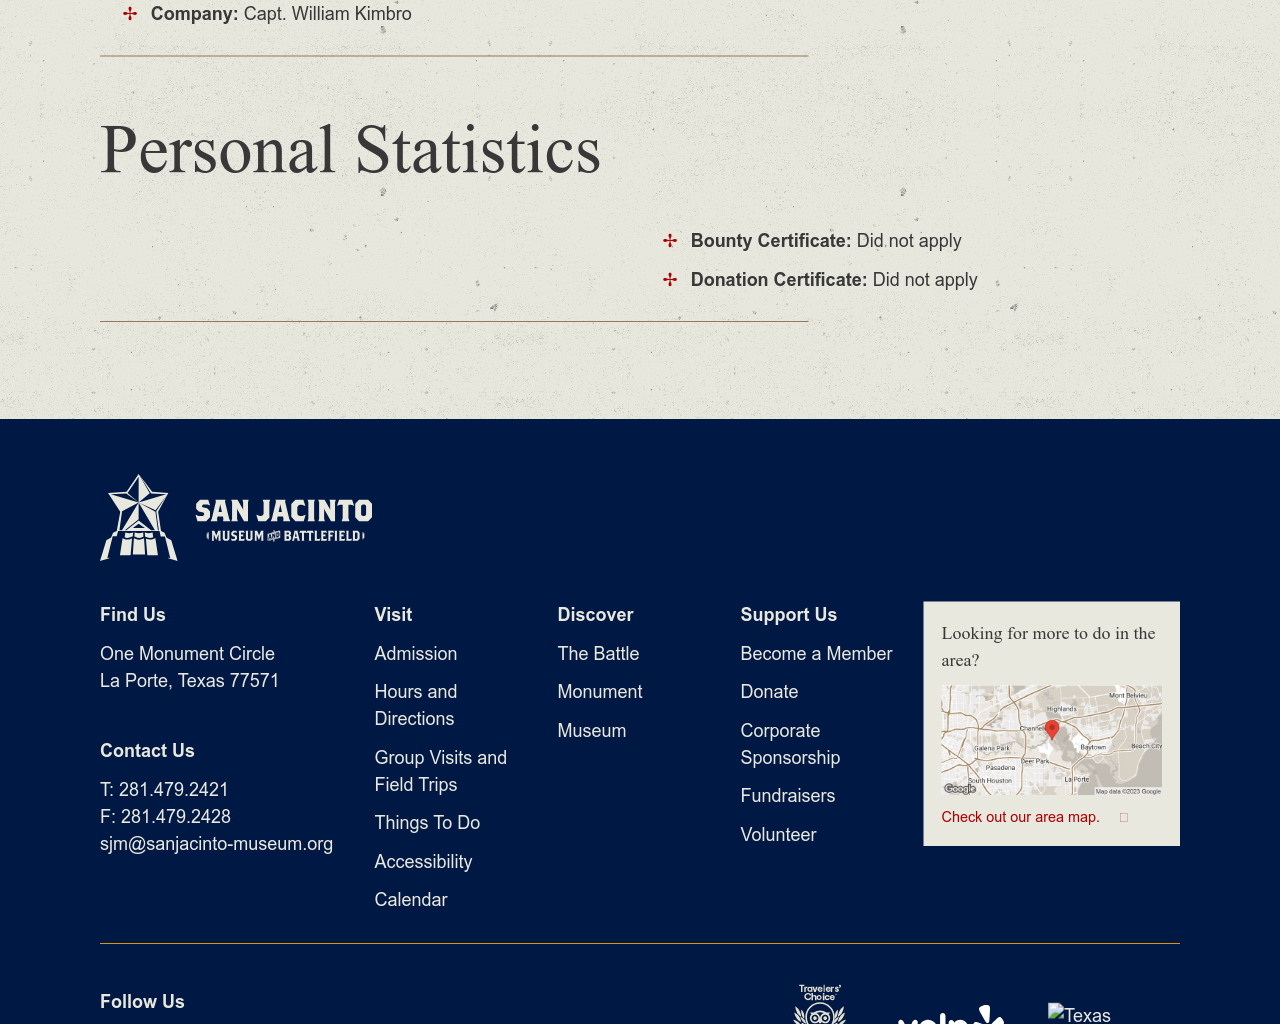 Company: Capt. William Kimbro
Personal Statistics
Bounty Certificate: Did not apply
Donation Certificate: Did not apply
SAN JACINTO
MUSEUM AND BATTLEFIELD
Find Us
One Monument Circle
La Porte, Texas 77571
Contact Us
T: 281.479.2421
F: 281.479.2428
sjm@sanjacinto-museum.org
Visit
Admission
Hours and
Directions
Group Visits and
Field Trips
Things To Do
Accessibility
Calendar
Discover
The Battle
Monument
Museum
Support Us
Become a Member
Donate
Corporate
Sponsorship
Fundraisers
Volunteer
Looking for more to do in the
area?
Mont Belvieu
Highlands
Channel
Galena Park
Baytown
Beach City
Deer Park
Pasadena
La Porte
South Houston
Google
Map data ©2023 Google
Check out our area map.
Follow Us
Travelers'
Choice
yelp
Texas